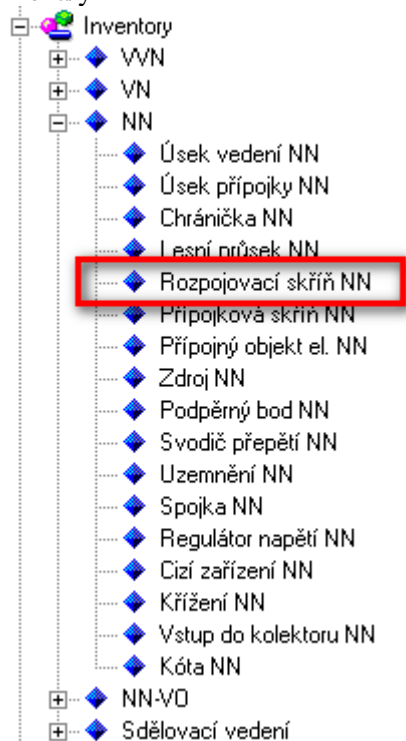 Inventory
VVN
VN
NN
Úsek vedení NN
Úsek přípojky NN
Chránička NN
Lesní průsek NN
Rozpojovací skříň NN
Přípojková skříň NN
Přípojný objekt el. NN
Zdroj NN
Podpěrný bod NN
Svodič přepětí NN
Uzemnění NN
Spojka NN
Regulátor napětí NN
Cizí zařízení NN
Křížení NN
Vstup do kolektoru NN
Kóta NN
NN-VO
Sdělovací vedení